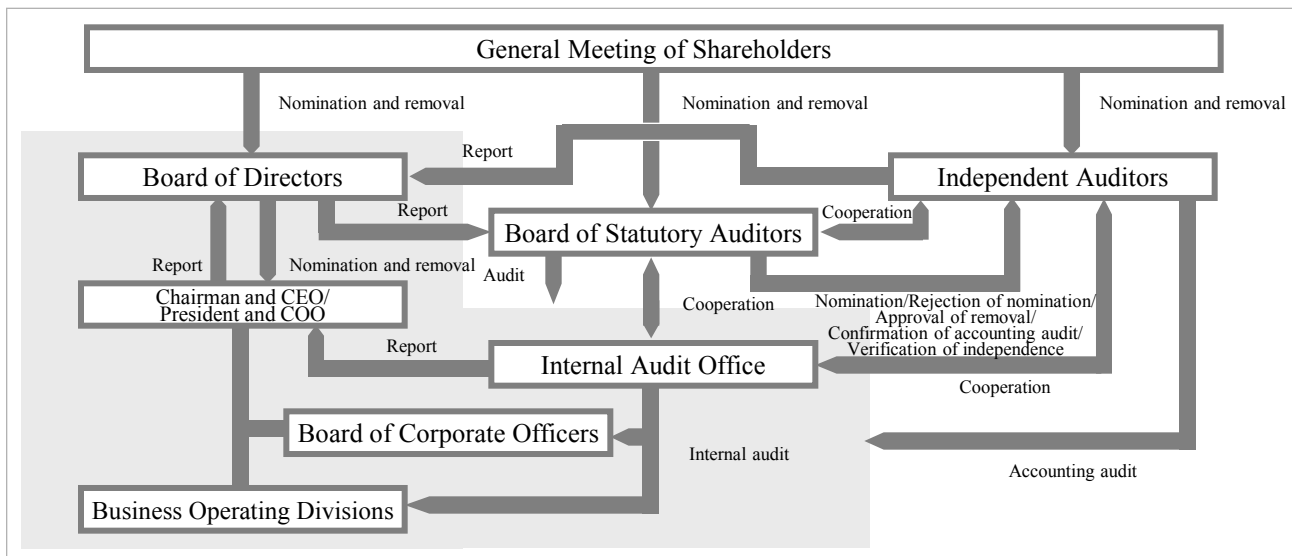 General Meeting of Shareholders
Nomination and removal
Nomination and removal
Nomination and removal
Report
Board of Directors
Independent Auditors
Report
Cooperation
Board of Statutory Auditors
Report
Nomination and removal
Audit
Chairman and CEO/
President and COO
Cooperation
Nomination/Rejection of nomination/
Approval of removal/
Confirmation of accounting audit/
Verification of independence
Report
Internal Audit Office
Cooperation
Board of Corporate Officers
Internal audit
Accounting audit
Business Operating Divisions